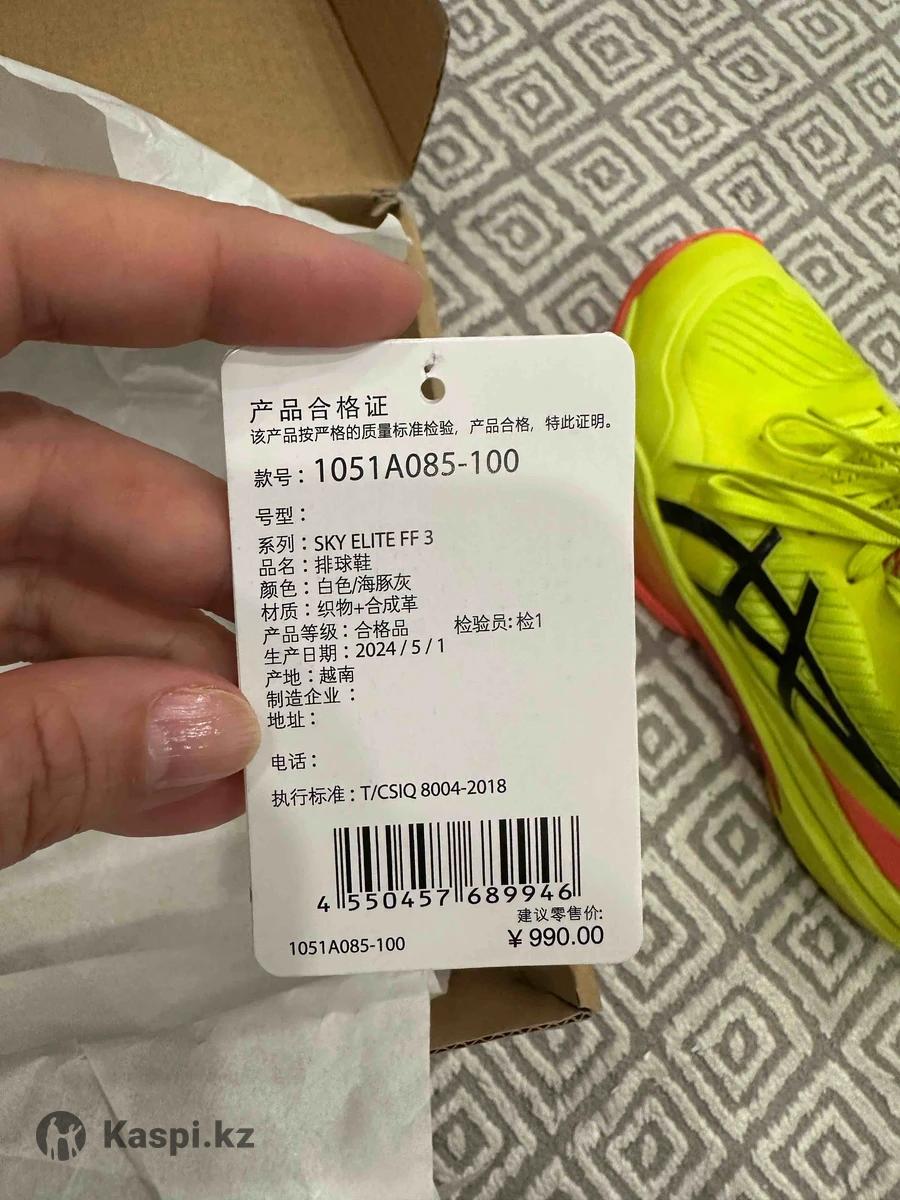 产品合格证
该产品按严格的质量标准检验，产品合格，特此证明。
款号：1051A085-100
号型：
系列：SKY ELITE FF 3
品名：排球鞋
颜色：白色/海豚灰
材质：织物+合成革
产品等级：合格品 检验员：检1
生产日期：2024 / 5 / 1
产地：越南
制造企业：
地址：
电话：
执行标准：T/CSIQ 8004-2018
4 550457 689946
建议零售价:
1051A085-100 ¥ 990.00
Kaspi.kz